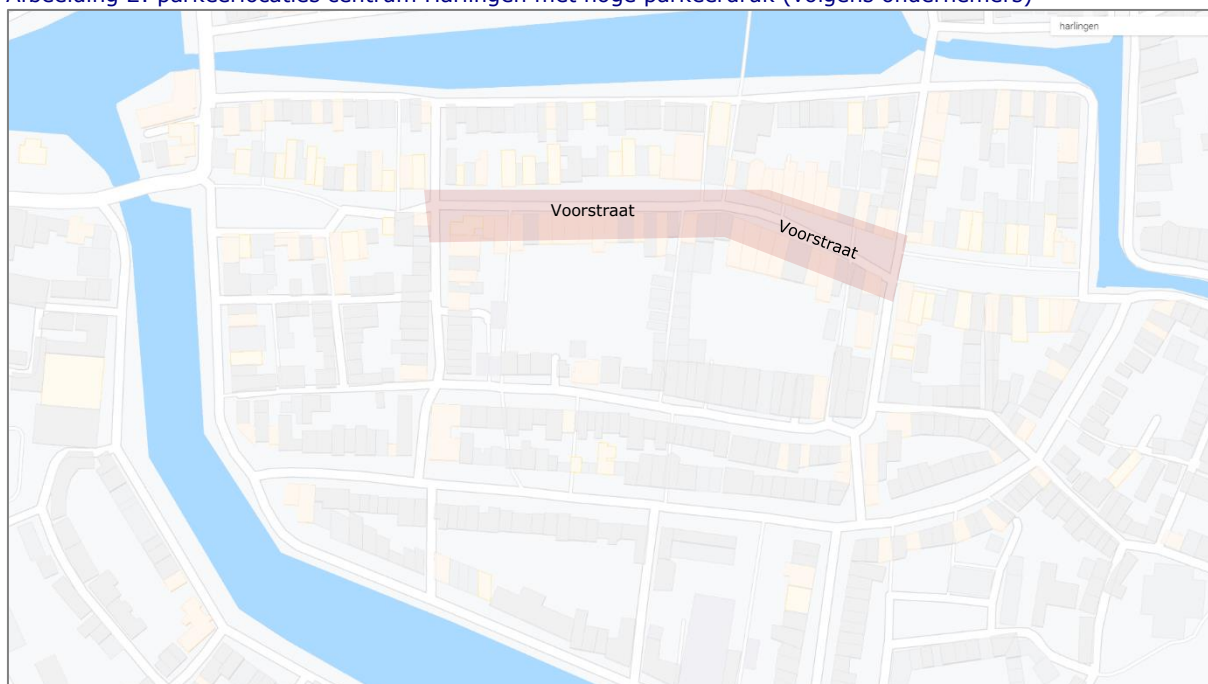 Afbeelding 2: parkeerlocaties centrum Harlingen met hoge parkeerdruk (volgens ondernemers)
harlingen
Voorstraat
Voorstraat